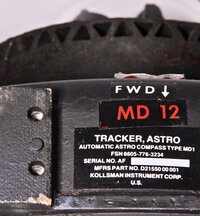 FWD ↓
MD 12
TRACKER, ASTRO
AUTOMATIC ASTRO COMPASS TYPE MD1
FSN 6605-776-3234
SERIAL NO. AF
MFRS PART NO. D21550 00 001
KOLLSMAN INSTRUMENT CORP.
U.S.